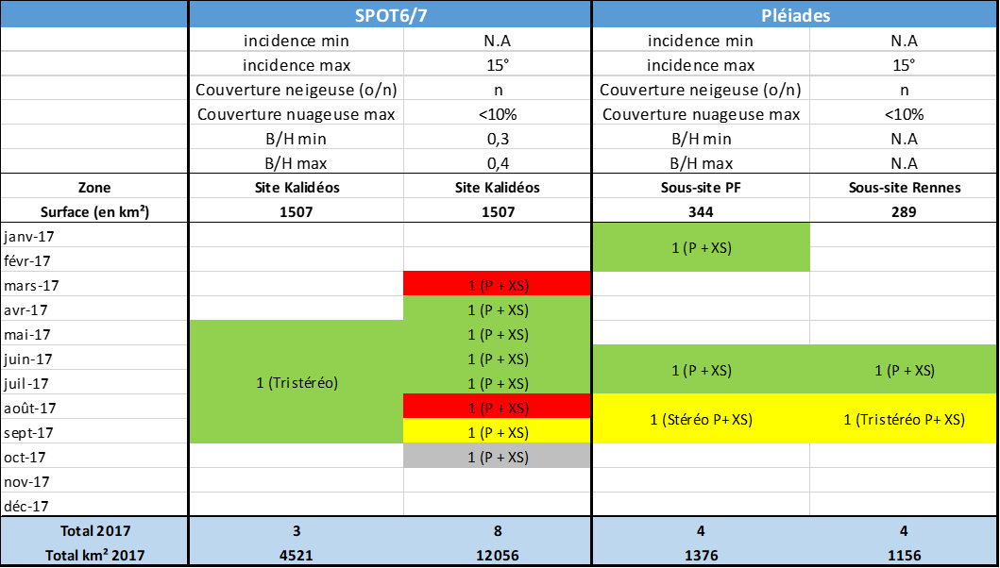 SPOT6/7 Pléiades
incidence min N.A incidence min N.A
incidence max 15° incidence max 15°
Couverture neigeuse (o/n) n Couverture neigeuse (o/n) n
Couverture nuageuse max <10% Couverture nuageuse max <10%
B/H min 0,3 B/H min N.A
B/H max 0,4 B/H max N.A
Zone Site Kalidéos Site Kalidéos Sous-site PF Sous-site Rennes
Surface (en km²) 1507 1507 344 289
janv-17
1 (P + XS)
févr-17
mars-17 1 (P + XS)
avr-17 1 (P + XS)
mai-17 1 (P + XS)
juin-17 1 (P + XS)
1 (P + XS) 1 (P + XS)
juil-17 1 (Tristéréo) 1 (P + XS)
août-17 1 (P + XS)
1 (Stéréo P+ XS) 1 (Tristéréo P+ XS)
sept-17 1 (P + XS)
oct-17 1 (P + XS)
nov-17
déc-17
Total 2017 3 8 4 4
Total km² 2017 4521 12056 1376 1156